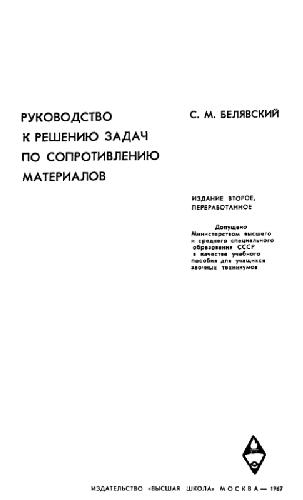 РУКОВОДСТВО
К РЕШЕНИЮ ЗАДАЧ
ПО СОПРОТИВЛЕНИЮ
МАТЕРИАЛОВ
С. М. БЕЛЯВСКИЙ
ИЗДАНИЕ ВТОРОЕ,
ПЕРЕРАБОТАННОЕ
Допущено
Министерством высшего
и среднего специального
образования СССР
в качестве учебного
пособия для учащихся
заочных техникумов
ИЗДАТЕЛЬСТВО «ВЫСШАЯ ШКОЛА» МОСКВА — 1967